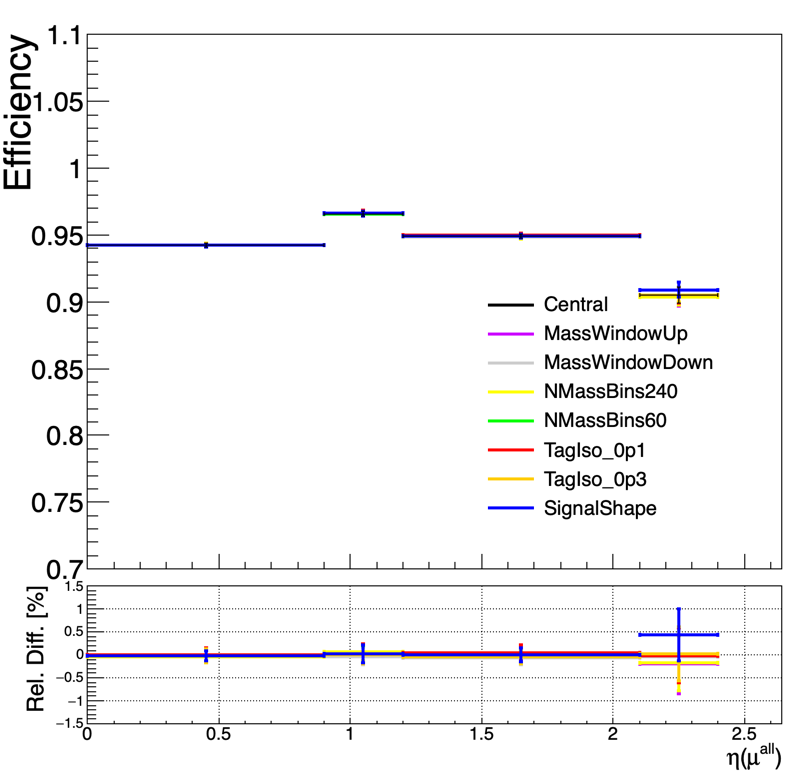 Efficiency
1.1
1.05
1
0.95
0.9
0.85
0.8
0.75
0.7
Central
MassWindowUp
MassWindowDown
NMassBins240
NMassBins60
TagIso_0p1
TagIso_0p3
SignalShape
Rel. Diff. [%]
1.5
1
0.5
0
−0.5
−1
−1.5
0 0.5 1 1.5 2 2.5
η(μ^all)